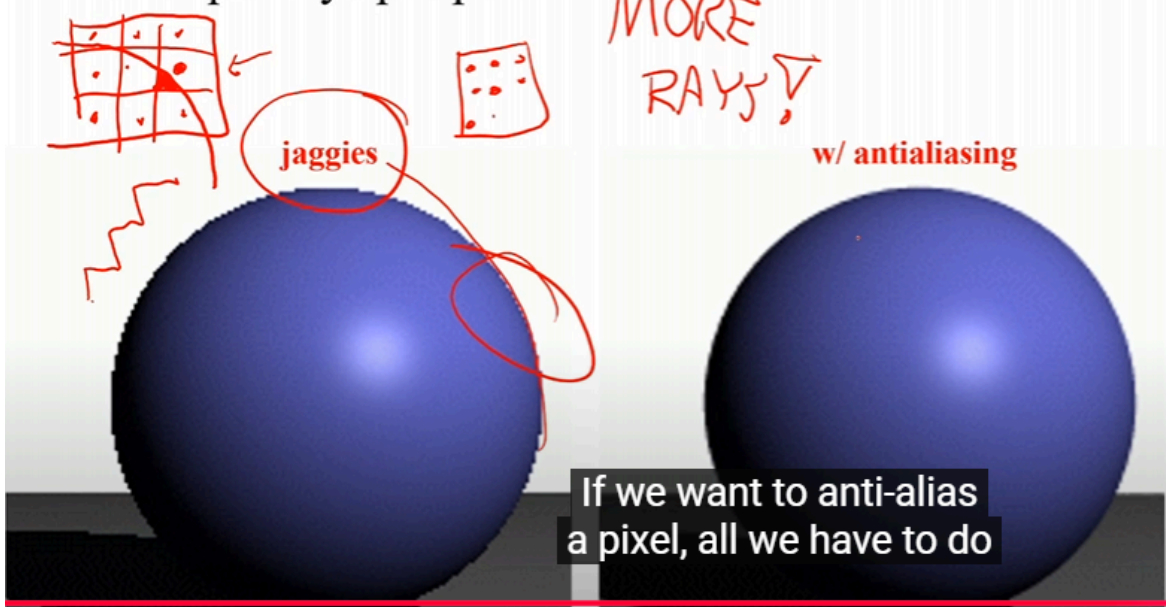 MORE
RAYS!
jaggies
w/ antialiasing
If we want to anti-alias
a pixel, all we have to do